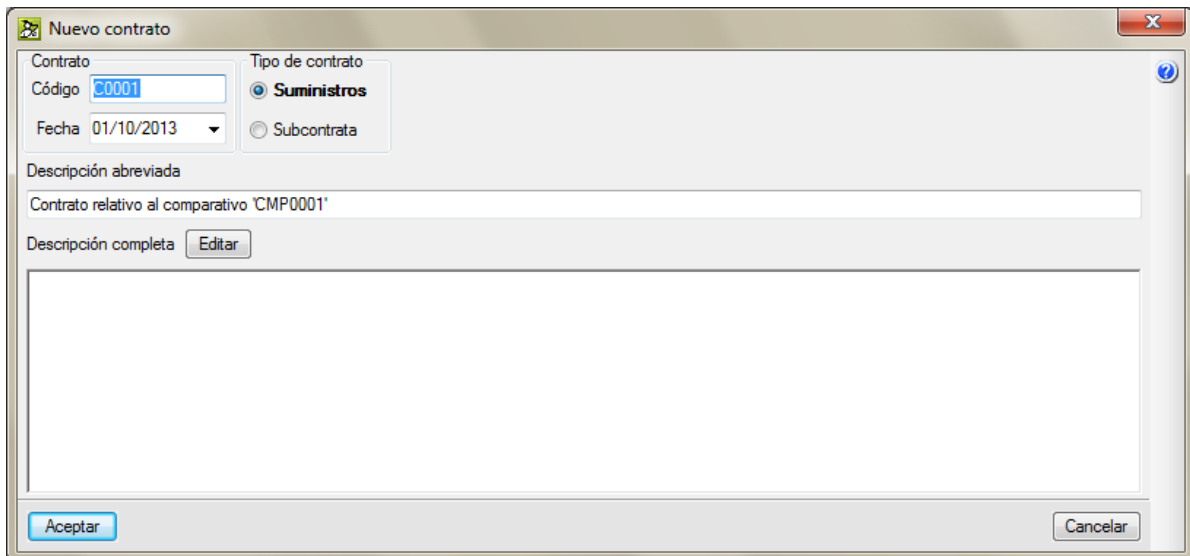 Nuevo contrato
Contrato
Tipo de contrato
Código C0001
Suministros
Fecha 01/10/2013
Subcontrata
Descripción abreviada
Contrato relativo al comparativo 'CMP0001'
Descripción completa Editar
Aceptar
Cancelar